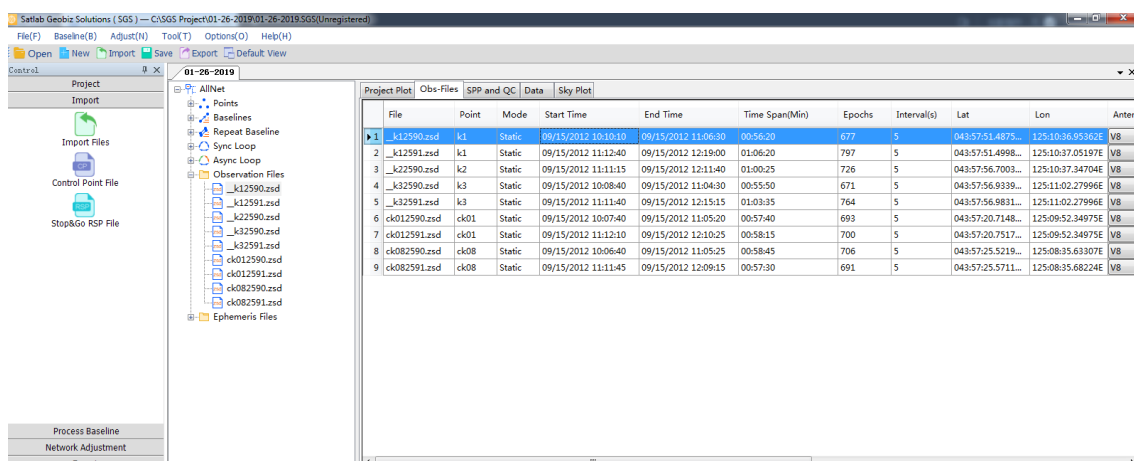 Satlab Geobiz Solutions ( SGS ) — C:\SGS Project\01-26-2019\01-26-2019.SGS(Unregistered)
File(F) Baseline(B) Adjust(N) Tool(T) Options(O) Help(H)
Open New Import Save Export Default View
Control
Project
Import
Import Files
Control Point File
Stop&Go RSP File
Process Baseline
Network Adjustment
01-26-2019
AllNet
Points
Baselines
Repeat Baseline
Sync Loop
Async Loop
Observation Files
__k12590.zsd
__k12591.zsd
__k22590.zsd
__k32590.zsd
__k32591.zsd
ck012590.zsd
ck012591.zsd
ck082590.zsd
ck082591.zsd
Ephemeris Files
Project Plot Obs-Files SPP and QC Data Sky Plot
File Point Mode Start Time End Time Time Span(Min) Epochs Interval(s) Lat Lon Anter
1 __k12590.zsd k1 Static 09/15/2012 10:10:10 09/15/2012 11:06:30 00:56:20 677 5 043:57:51.4875... 125:10:36.95362E V8
2 __k12591.zsd k1 Static 09/15/2012 11:12:40 09/15/2012 12:19:00 01:06:20 797 5 043:57:51.4998... 125:10:37.05197E V8
3 __k22590.zsd k2 Static 09/15/2012 11:11:15 09/15/2012 12:11:40 01:00:25 726 5 043:57:56.7003... 125:10:37.34704E V8
4 __k32590.zsd k3 Static 09/15/2012 10:08:40 09/15/2012 11:04:30 00:55:50 671 5 043:57:56.9339... 125:11:02.27996E V8
5 __k32591.zsd k3 Static 09/15/2012 11:11:40 09/15/2012 12:15:15 01:03:35 764 5 043:57:56.9831... 125:11:02.27996E V8
6 ck012590.zsd ck01 Static 09/15/2012 10:07:40 09/15/2012 11:05:20 00:57:40 693 5 043:57:20.7148... 125:09:52.34975E V8
7 ck012591.zsd ck01 Static 09/15/2012 11:12:10 09/15/2012 12:10:25 00:58:15 700 5 043:57:20.7517... 125:09:52.34975E V8
8 ck082590.zsd ck08 Static 09/15/2012 10:06:40 09/15/2012 11:05:25 00:58:45 706 5 043:57:25.5219... 125:08:35.63307E V8
9 ck082591.zsd ck08 Static 09/15/2012 11:11:45 09/15/2012 12:09:15 00:57:30 691 5 043:57:25.5711... 125:08:35.68224E V8